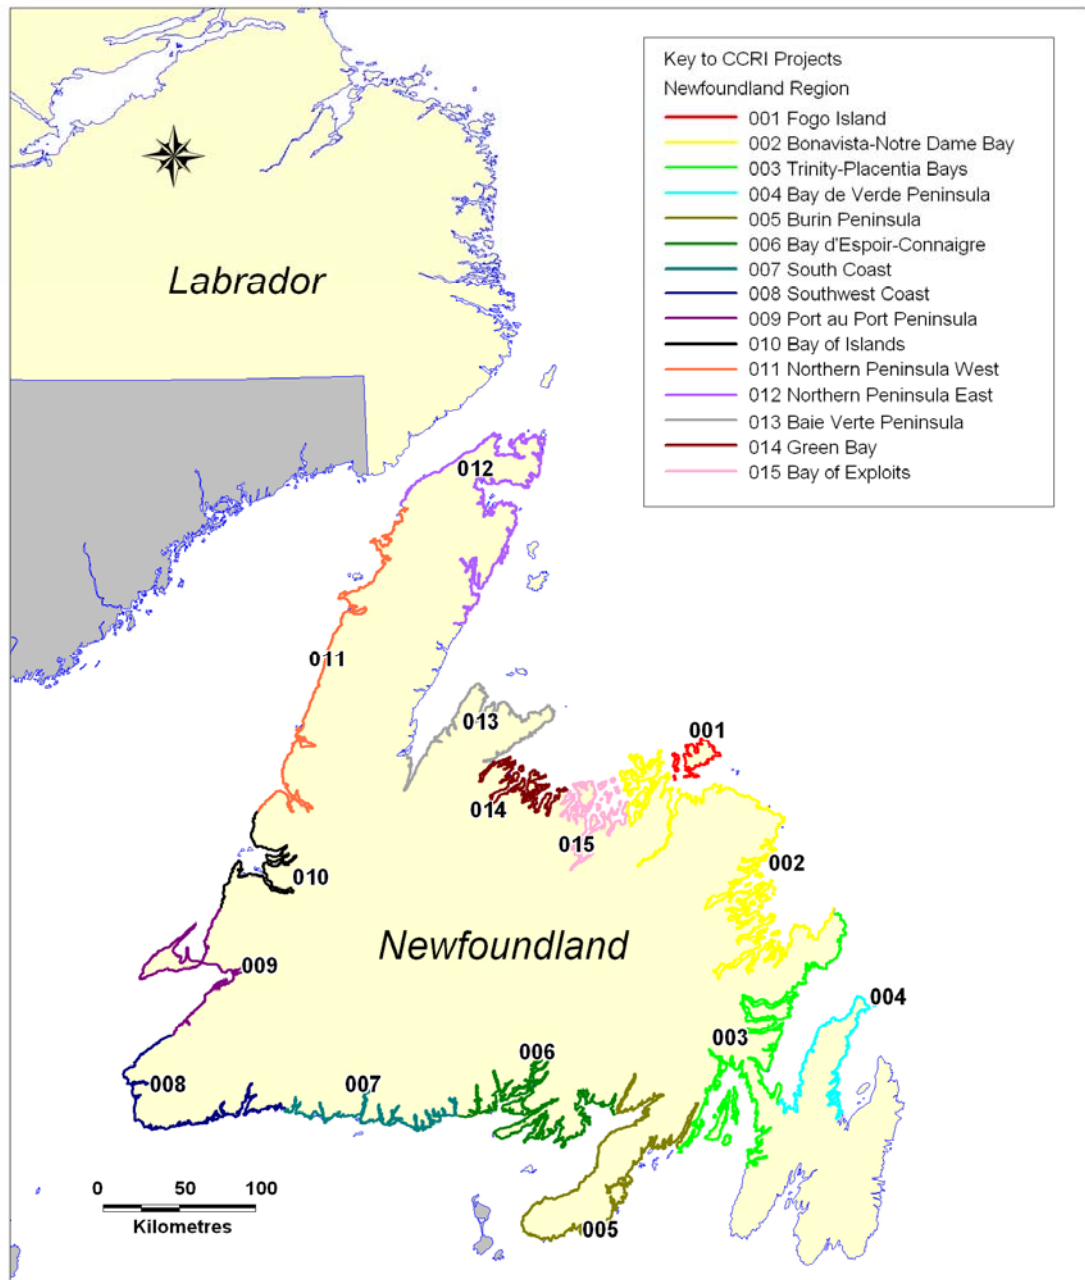 Key to CCRI Projects
Newfoundland Region
001 Fogo Island
002 Bonavista-Notre Dame Bay
003 Trinity-Placentia Bays
004 Bay de Verde Peninsula
005 Burin Peninsula
006 Bay d'Espoir-Connaigre
007 South Coast
008 Southwest Coast
009 Port au Port Peninsula
010 Bay of Islands
011 Northern Peninsula West
012 Northern Peninsula East
013 Baie Verte Peninsula
014 Green Bay
015 Bay of Exploits
Labrador
012
011
013
001
014
015
002
010
Newfoundland
009
004
003
006
008
007
0 50 100
Kilometres
005